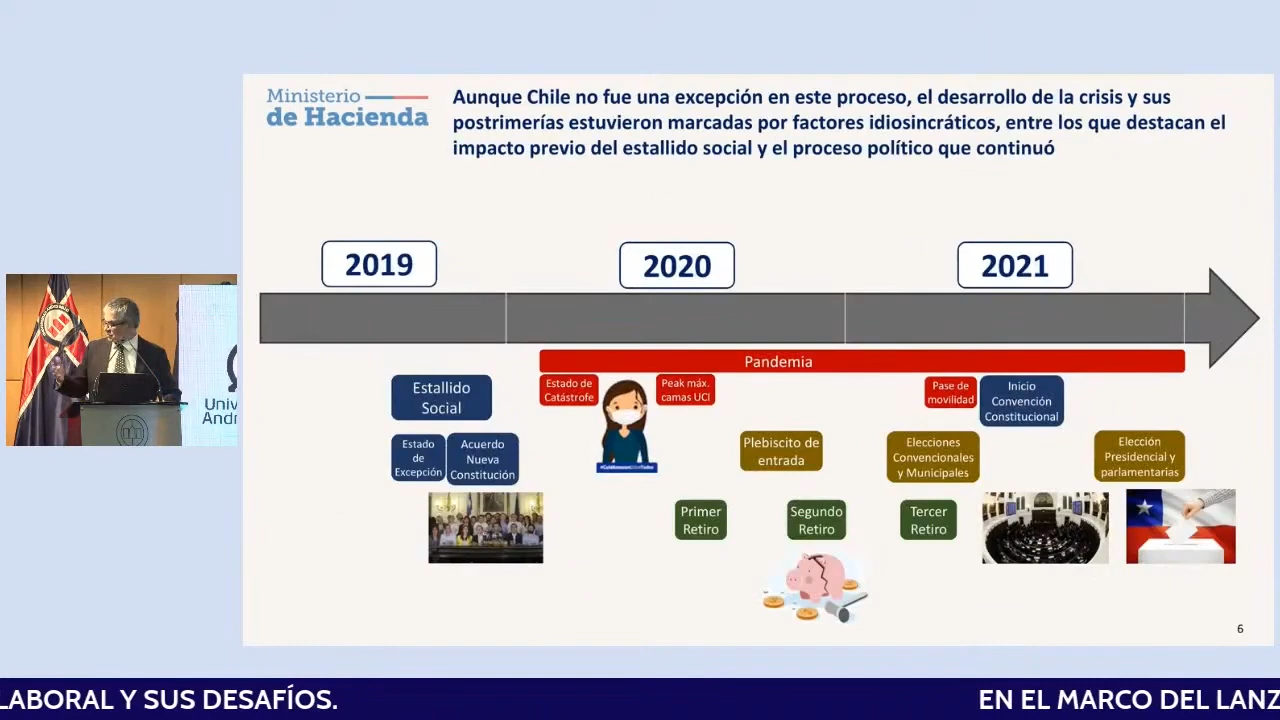 Ministerio
de Hacienda
Aunque Chile no fue una excepción en este proceso, el desarrollo de la crisis y sus
postrimerías estuvieron marcadas por factores idiosincráticos, entre los que destacan el
impacto previo del estallido social y el proceso político que continuó
2019
2020
2021
Pandemia
Estallido
Social
Estado de
Catástrofe
Peak máx.
camas UCI
Pase de
movilidad
Inicio
Convención
Constitucional
Estado
de
Excepción
Acuerdo
Nueva
Constitución
Plebiscito de
entrada
Elecciones
Convencionales
y Municipales
Elección
Presidencial y
parlamentarias
Primer
Retiro
Segundo
Retiro
Tercer
Retiro
6
Univ
Andr
LABORAL Y SUS DESAFÍOS.
EN EL MARCO DEL LANZ